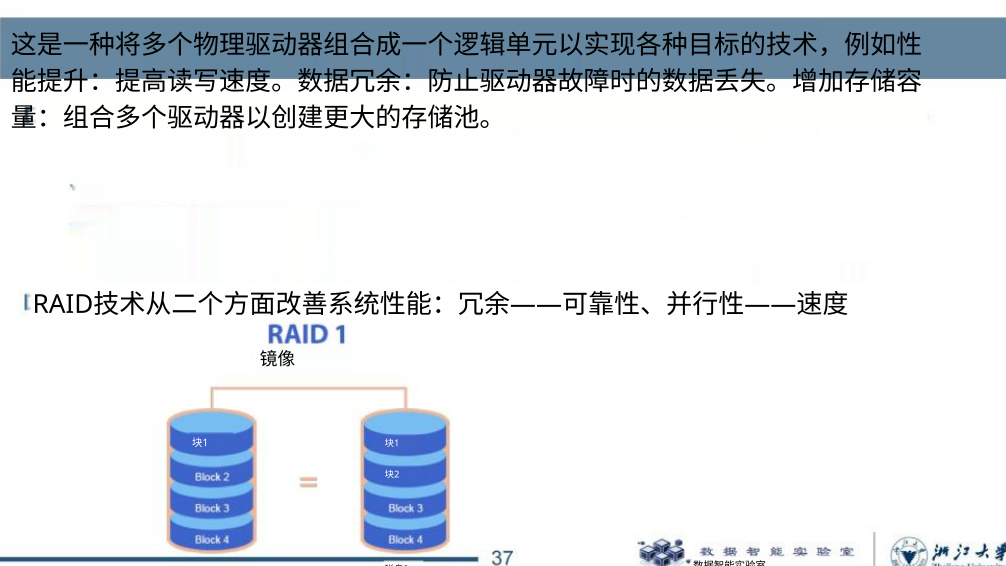 这是一种将多个物理驱动器组合成一个逻辑单元以实现各种目标的技术，例如性
能提升：提高读写速度。数据冗余：防止驱动器故障时的数据丢失。增加存储容
量：组合多个驱动器以创建更大的存储池。
RAID技术从二个方面改善系统性能：冗余——可靠性、并行性——速度
RAID 1
镜像
块1
块1
Block 2
块2
=
Block 3
Block 3
Block 4
Block 4
37
数据智能实验室
数据智能实验室
浙江大学